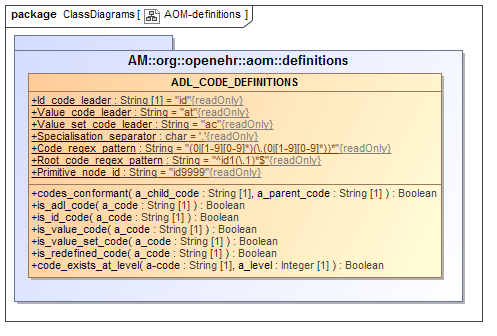 package ClassDiagrams [ AOM-definitions ]
AM::org::openehr::aom::definitions
ADL_CODE_DEFINITIONS
+Id_code_leader : String [1] = "id"{readOnly}
+Value_code_leader : String = "at"{readOnly}
+Value_set_code_leader : String = "ac"{readOnly}
+Specialisation_separator : char = '.'{readOnly}
+Code_regex_pattern : String = "(0|[1-9][0-9]*)(\.(0|[1-9][0-9]*))*"{readOnly}
+Root_code_regex_pattern : String = "^id1(\.1)*$"{readOnly}
+Primitive_node_id : String = "id9999"{readOnly}
+codes_conformant( a_child_code : String [1], a_parent_code : String [1] ) : Boolean
+is_adl_code( a_code : String [1] ) : Boolean
+is_id_code( a_code : String [1] ) : Boolean
+is_value_code( a_code : String [1] ) : Boolean
+is_value_set_code( a_code : String [1] ) : Boolean
+is_redefined_code( a_code : String [1] ) : Boolean
+code_exists_at_level( a-code : String [1], a_level : Integer [1] ) : Boolean